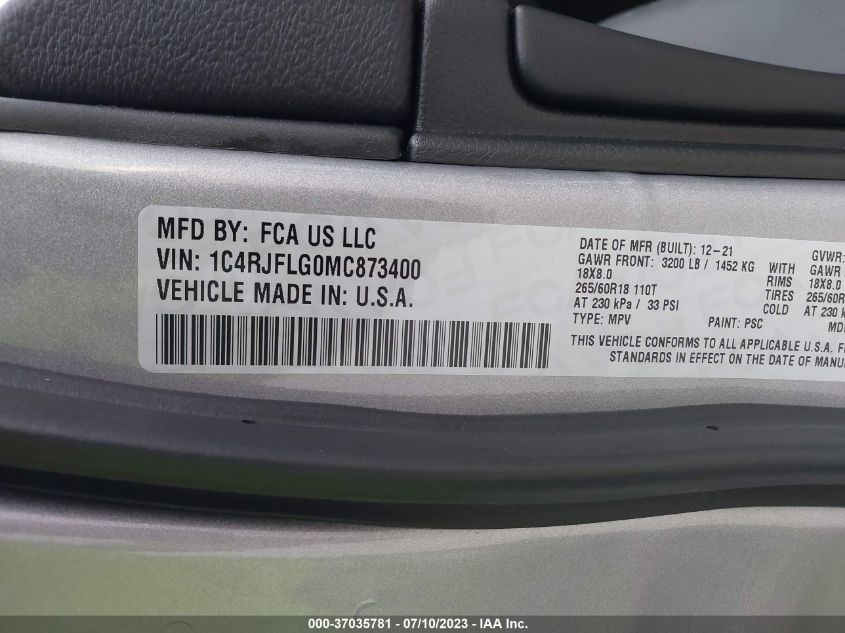 MFD BY: FCA US LLC
VIN: 1C4RJFLG0MC873400
VEHICLE MADE IN: U.S.A.
DATE OF MFR (BUILT): 12-21
GAWR FRONT: 3200 LB / 1452 KG WITH
18X8.0 RIMS
265/60R18 110T TIRES
AT 230 kPa / 33 PSI COLD
TYPE: MPV PAINT: PSC
GVWR:
GAWR
18X8.0
265/60R
AT 230
THIS VEHICLE CONFORMS TO ALL APPLICABLE U.S.A.
STANDARDS IN EFFECT ON THE DATE OF
000-37035781 - 07/10/2023 - IAA Inc.